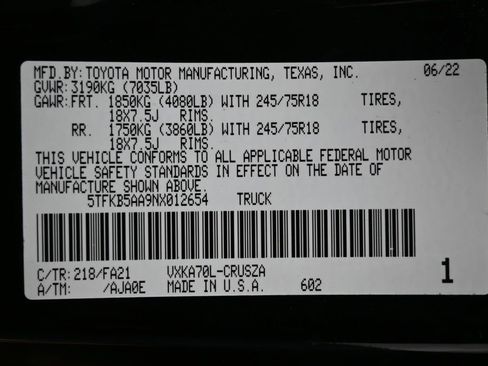 MFD.BY:TOYOTA MOTOR MANUFACTURING, TEXAS, INC. 06/22
GVWR:3190KG (7035LB)
GAWR:FRT. 1850KG (4080LB) WITH 245/75R18 TIRES,
18X7.5J RIMS.
RR. 1750KG (3860LB) WITH 245/75R18 TIRES,
18X7.5J RIMS.
THIS VEHICLE CONFORMS TO ALL APPLICABLE FEDERAL MOTOR
VEHICLE SAFETY STANDARDS IN EFFECT ON THE DATE OF
MANUFACTURE SHOWN ABOVE.
5TFKB5AA9NX012654 TRUCK
C/TR:218/FA21 VXKA70L-CRUSZA 1
A/TM: /AJA0E MADE IN U.S.A. 602